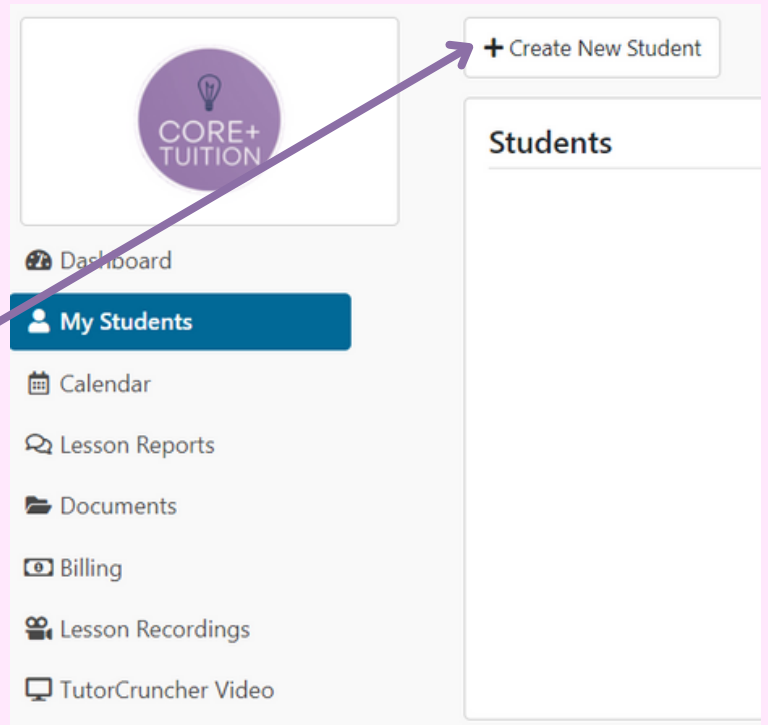 CORE+
TUITION
Dashboard
My Students
Calendar
Lesson Reports
Documents
Billing
Lesson Recordings
TutorCruncher Video
+ Create New Student
Students